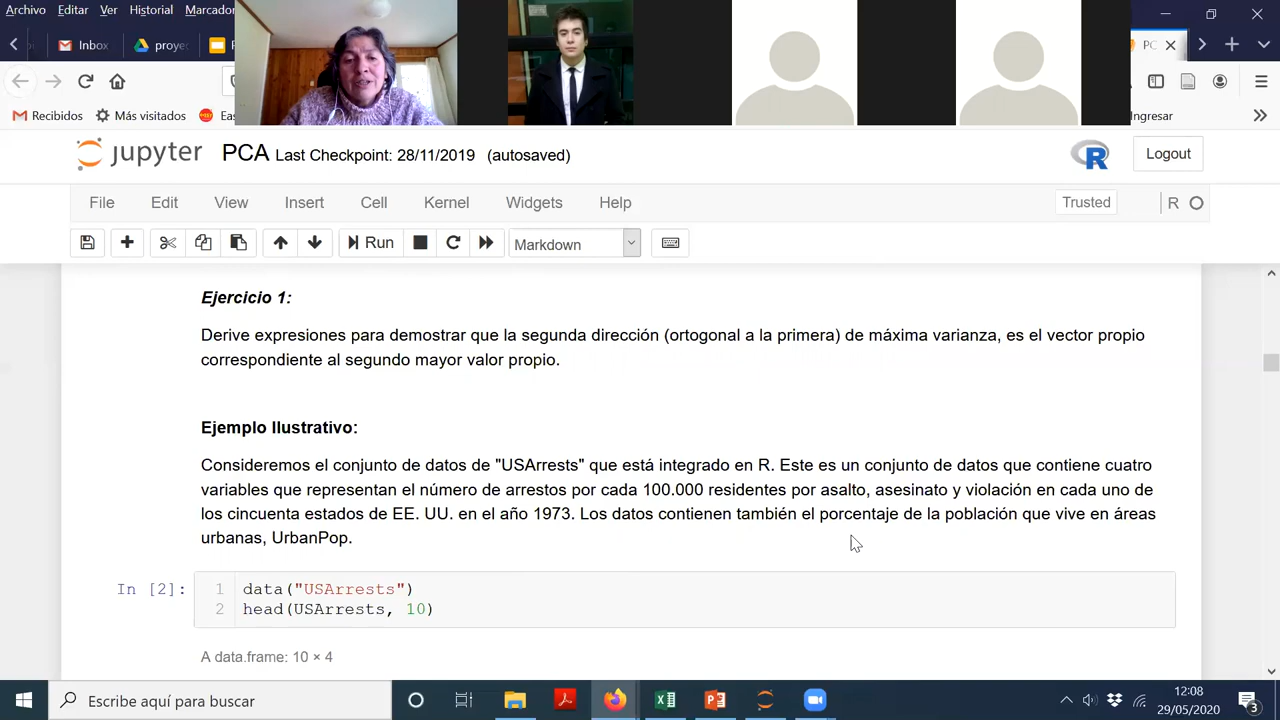 Archivo Editar Ver Historial Marcador
Inbox proye PC
Recibidos Más visitados Eas Ingresar
jupyter PCA Last Checkpoint: 28/11/2019 (autosaved) R Logout
File Edit View Insert Cell Kernel Widgets Help Trusted R
Run Markdown
Ejercicio 1:
Derive expresiones para demostrar que la segunda dirección (ortogonal a la primera) de máxima varianza, es el vector propio
correspondiente al segundo mayor valor propio.
Ejemplo Ilustrativo:
Consideremos el conjunto de datos de "USArrests" que está integrado en R. Este es un conjunto de datos que contiene cuatro
variables que representan el número de arrestos por cada 100.000 residentes por asalto, asesinato y violación en cada uno de
los cincuenta estados de EE. UU. en el año 1973. Los datos contienen también el porcentaje de la población que vive en áreas
urbanas, UrbanPop.
In [2]: 1 data("USArrests")
2 head(USArrests, 10)
A data.frame: 10 × 4
Escribe aquí para buscar
12:08
29/05/2020
3